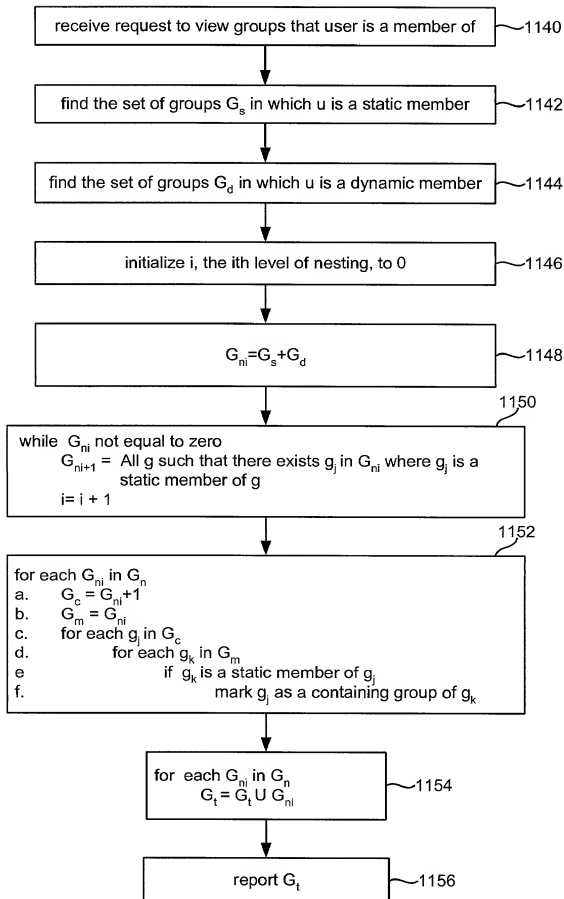 receive request to view groups that user is a member of
1140
find the set of groups Gs in which u is a static member
1142
find the set of groups Gd in which u is a dynamic member
1144
initialize i, the ith level of nesting, to 0
1146
Gni=Gs+Gd
1148
1150
while Gni not equal to zero
Gni+1 = All g such that there exists gj in Gni where gj is a
static member of g
i= i + 1
1152
for each Gni in Gn
a. Gc = Gni+1
b. Gm = Gni
c. for each gj in Gc
d. for each gk in Gm
e if gk is a static member of gj
f. mark gj as a containing group of gk
for each Gni in Gn
Gt = Gt U Gni
1154
report Gt
1156